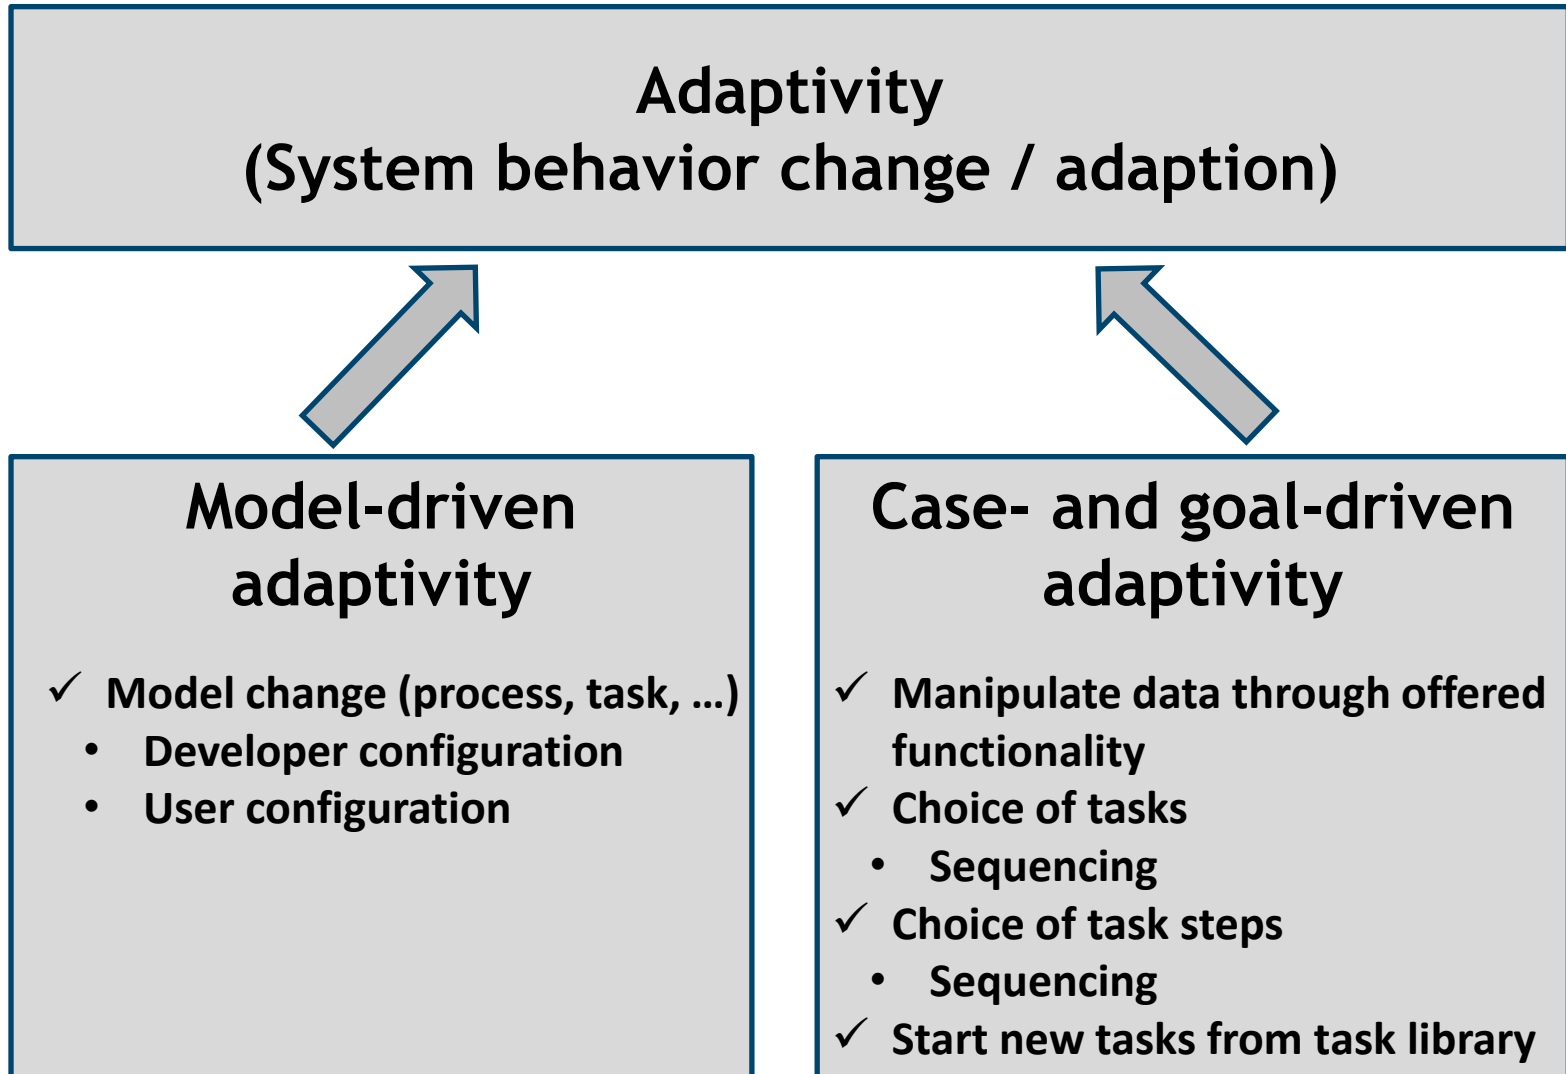 Adaptivity
(System behavior change / adaption)
Model-driven
adaptivity
✓ Model change (process, task, …)
• Developer configuration
• User configuration
Case- and goal-driven
adaptivity
✓ Manipulate data through offered
functionality
✓ Choice of tasks
• Sequencing
✓ Choice of task steps
• Sequencing
✓ Start new tasks from task library